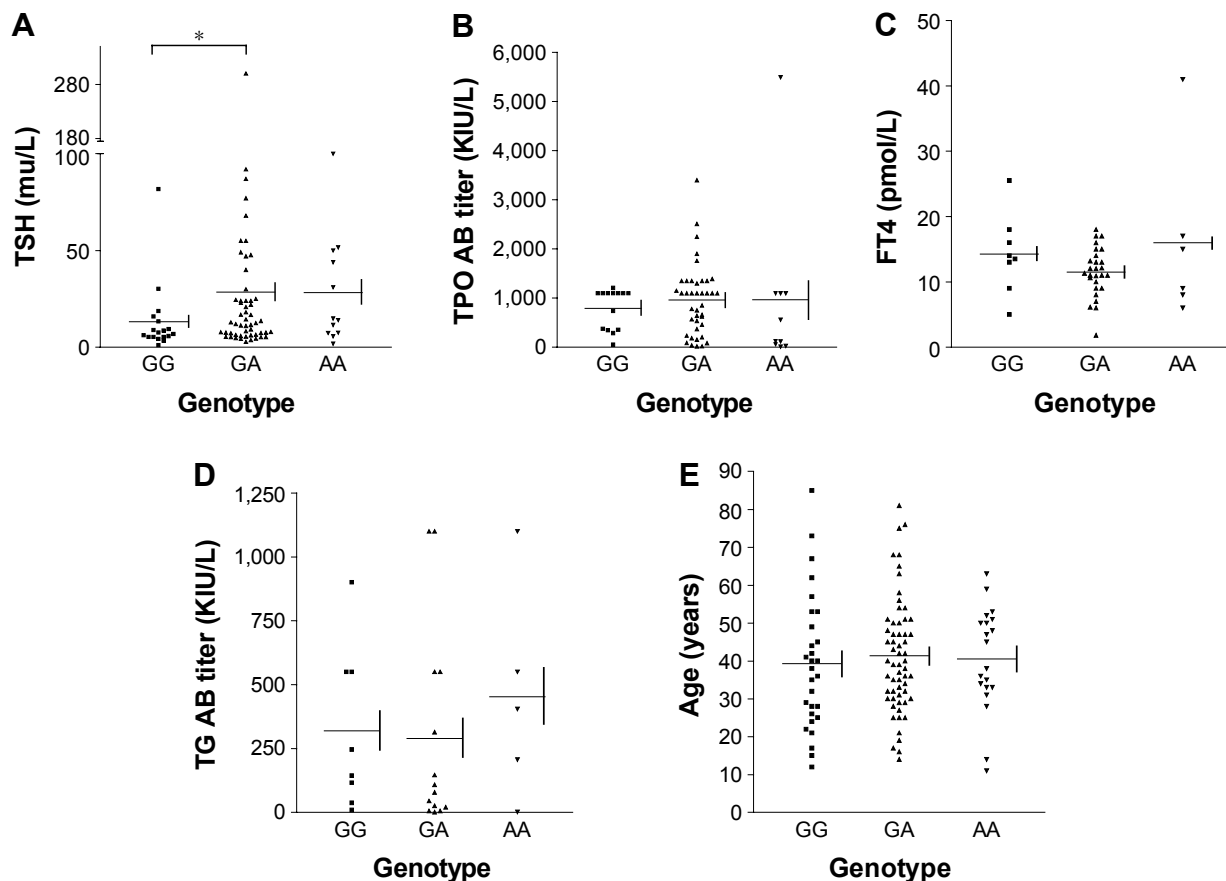 A
*
TSH (mu/L)
280
180
100
50
0
GG GA AA
Genotype
B
TPO AB titer (KIU/L)
6,000
5,000
4,000
3,000
2,000
1,000
0
GG GA AA
Genotype
C
FT4 (pmol/L)
50
40
30
20
10
0
GG GA AA
Genotype
D
TG AB titer (KIU/L)
1,250
1,000
750
500
250
0
GG GA AA
Genotype
E
Age (years)
90
80
70
60
50
40
30
20
10
0
GG GA AA
Genotype